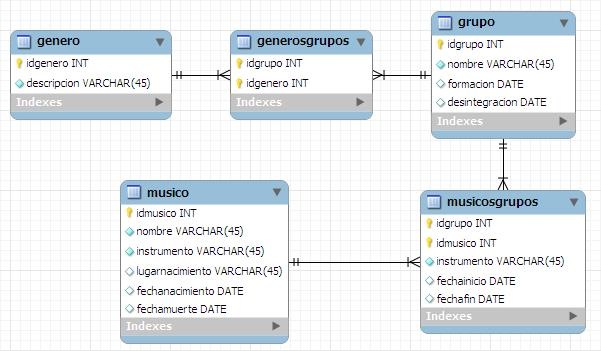 genero
idgenero INT
descripcion VARCHAR(45)
Indexes
generosgrupos
idgrupo INT
idgenero INT
Indexes
grupo
idgrupo INT
nombre VARCHAR(45)
formacion DATE
desintegracion DATE
Indexes
musico
idmusico INT
nombre VARCHAR(45)
instrumento VARCHAR(45)
lugarnacimiento VARCHAR(45)
fechanacimiento DATE
fechamuerte DATE
Indexes
musicosgrupos
idgrupo INT
idmusico INT
instrumento VARCHAR(45)
fechainicio DATE
fechafin DATE
Indexes